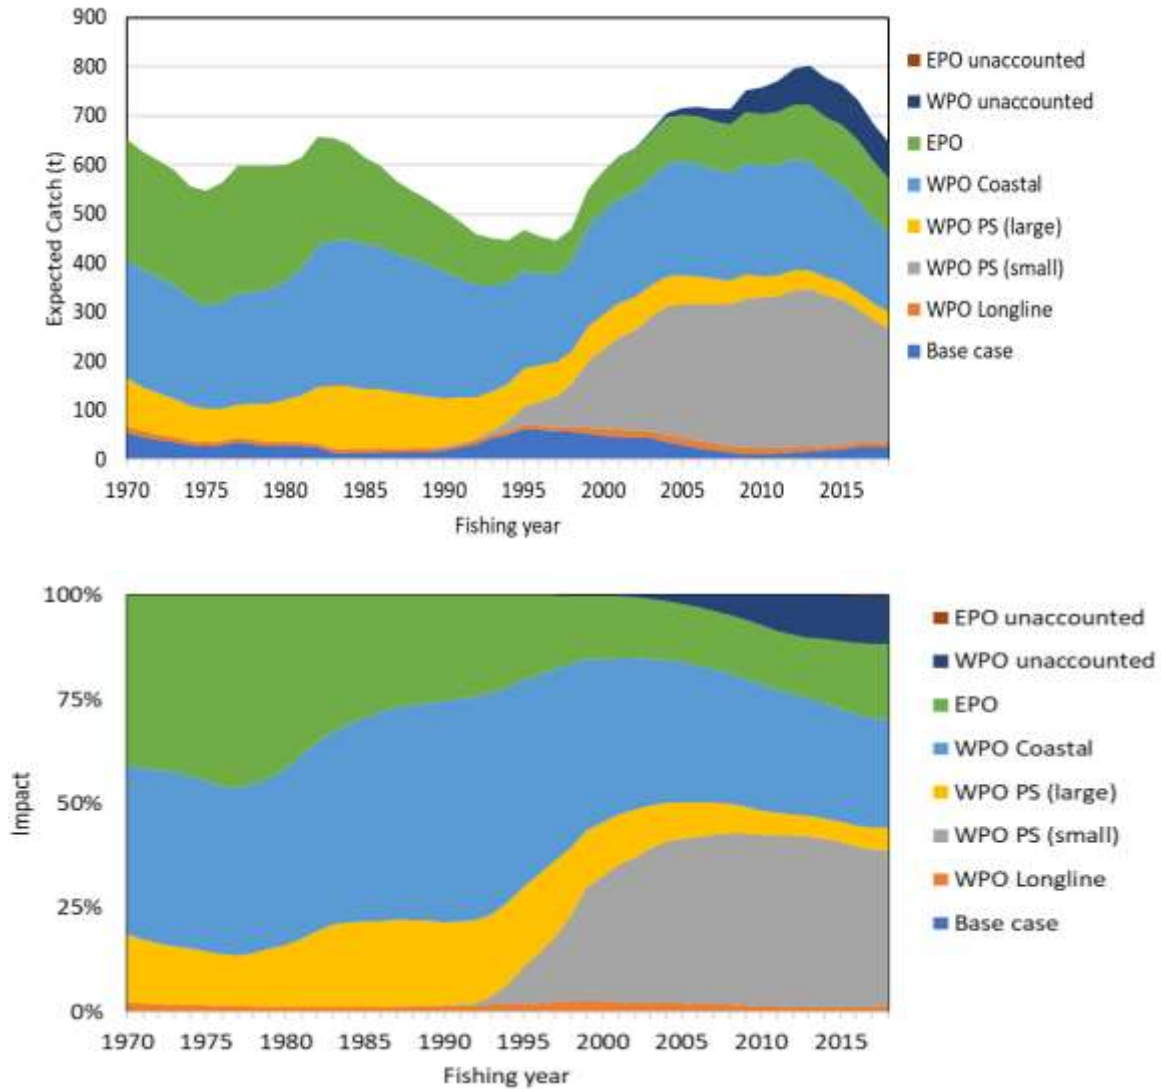 900
800
700
600
500
400
300
200
100
0
Expected Catch (t)
1970 1975 1980 1985 1990 1995 2000 2005 2010 2015
Fishing year
EPO unaccounted
WPO unaccounted
EPO
WPO Coastal
WPO PS (large)
WPO PS (small)
WPO Longline
Base case
100%
75%
50%
25%
0%
Impact
1970 1975 1980 1985 1990 1995 2000 2005 2010 2015
Fishing year
EPO unaccounted
WPO unaccounted
EPO
WPO Coastal
WPO PS (large)
WPO PS (small)
WPO Longline
Base case